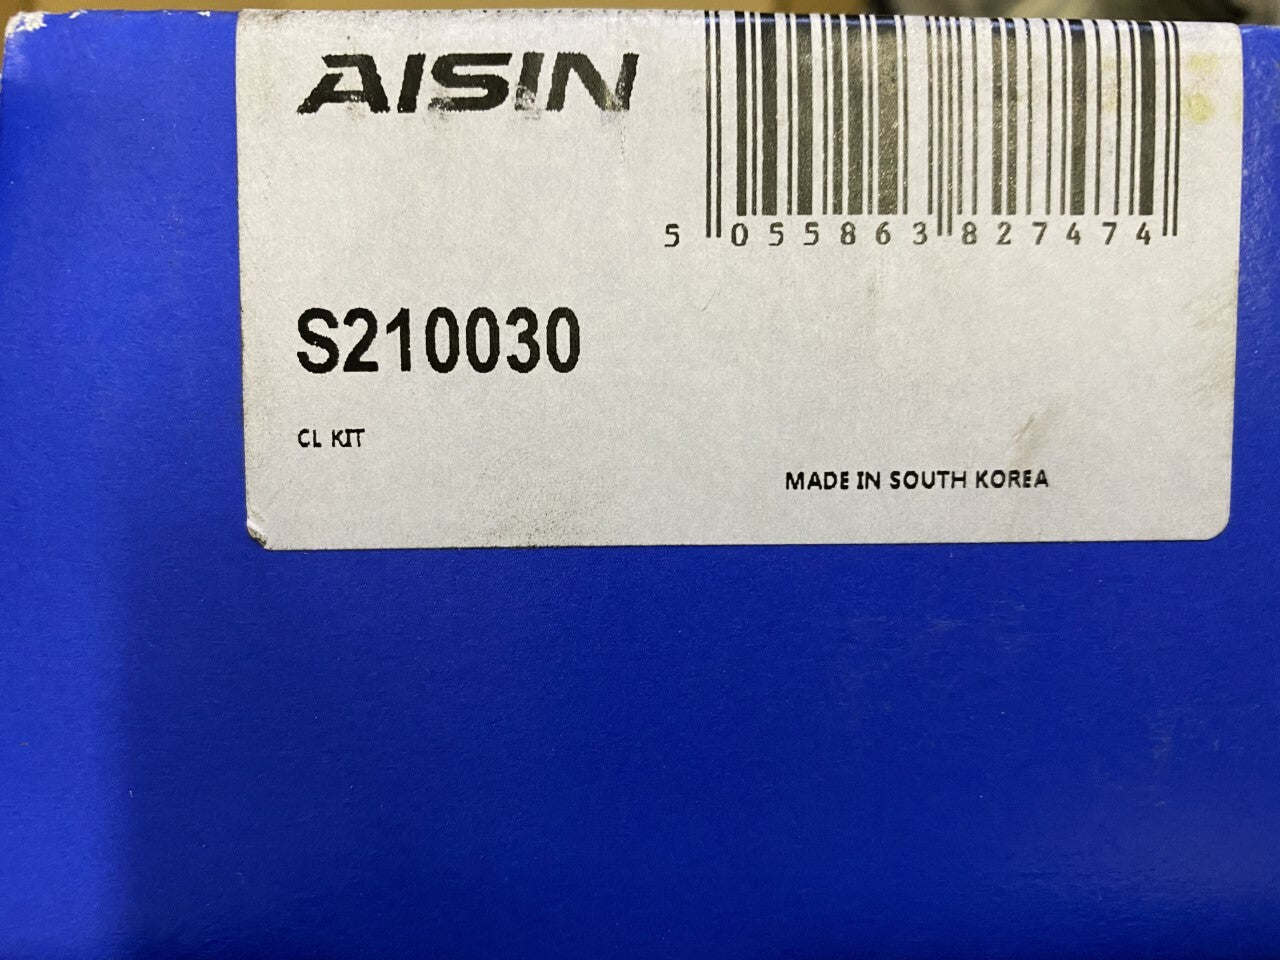 AISIN
5 055863 827474
S210030
CL KIT
MADE IN SOUTH KOREA